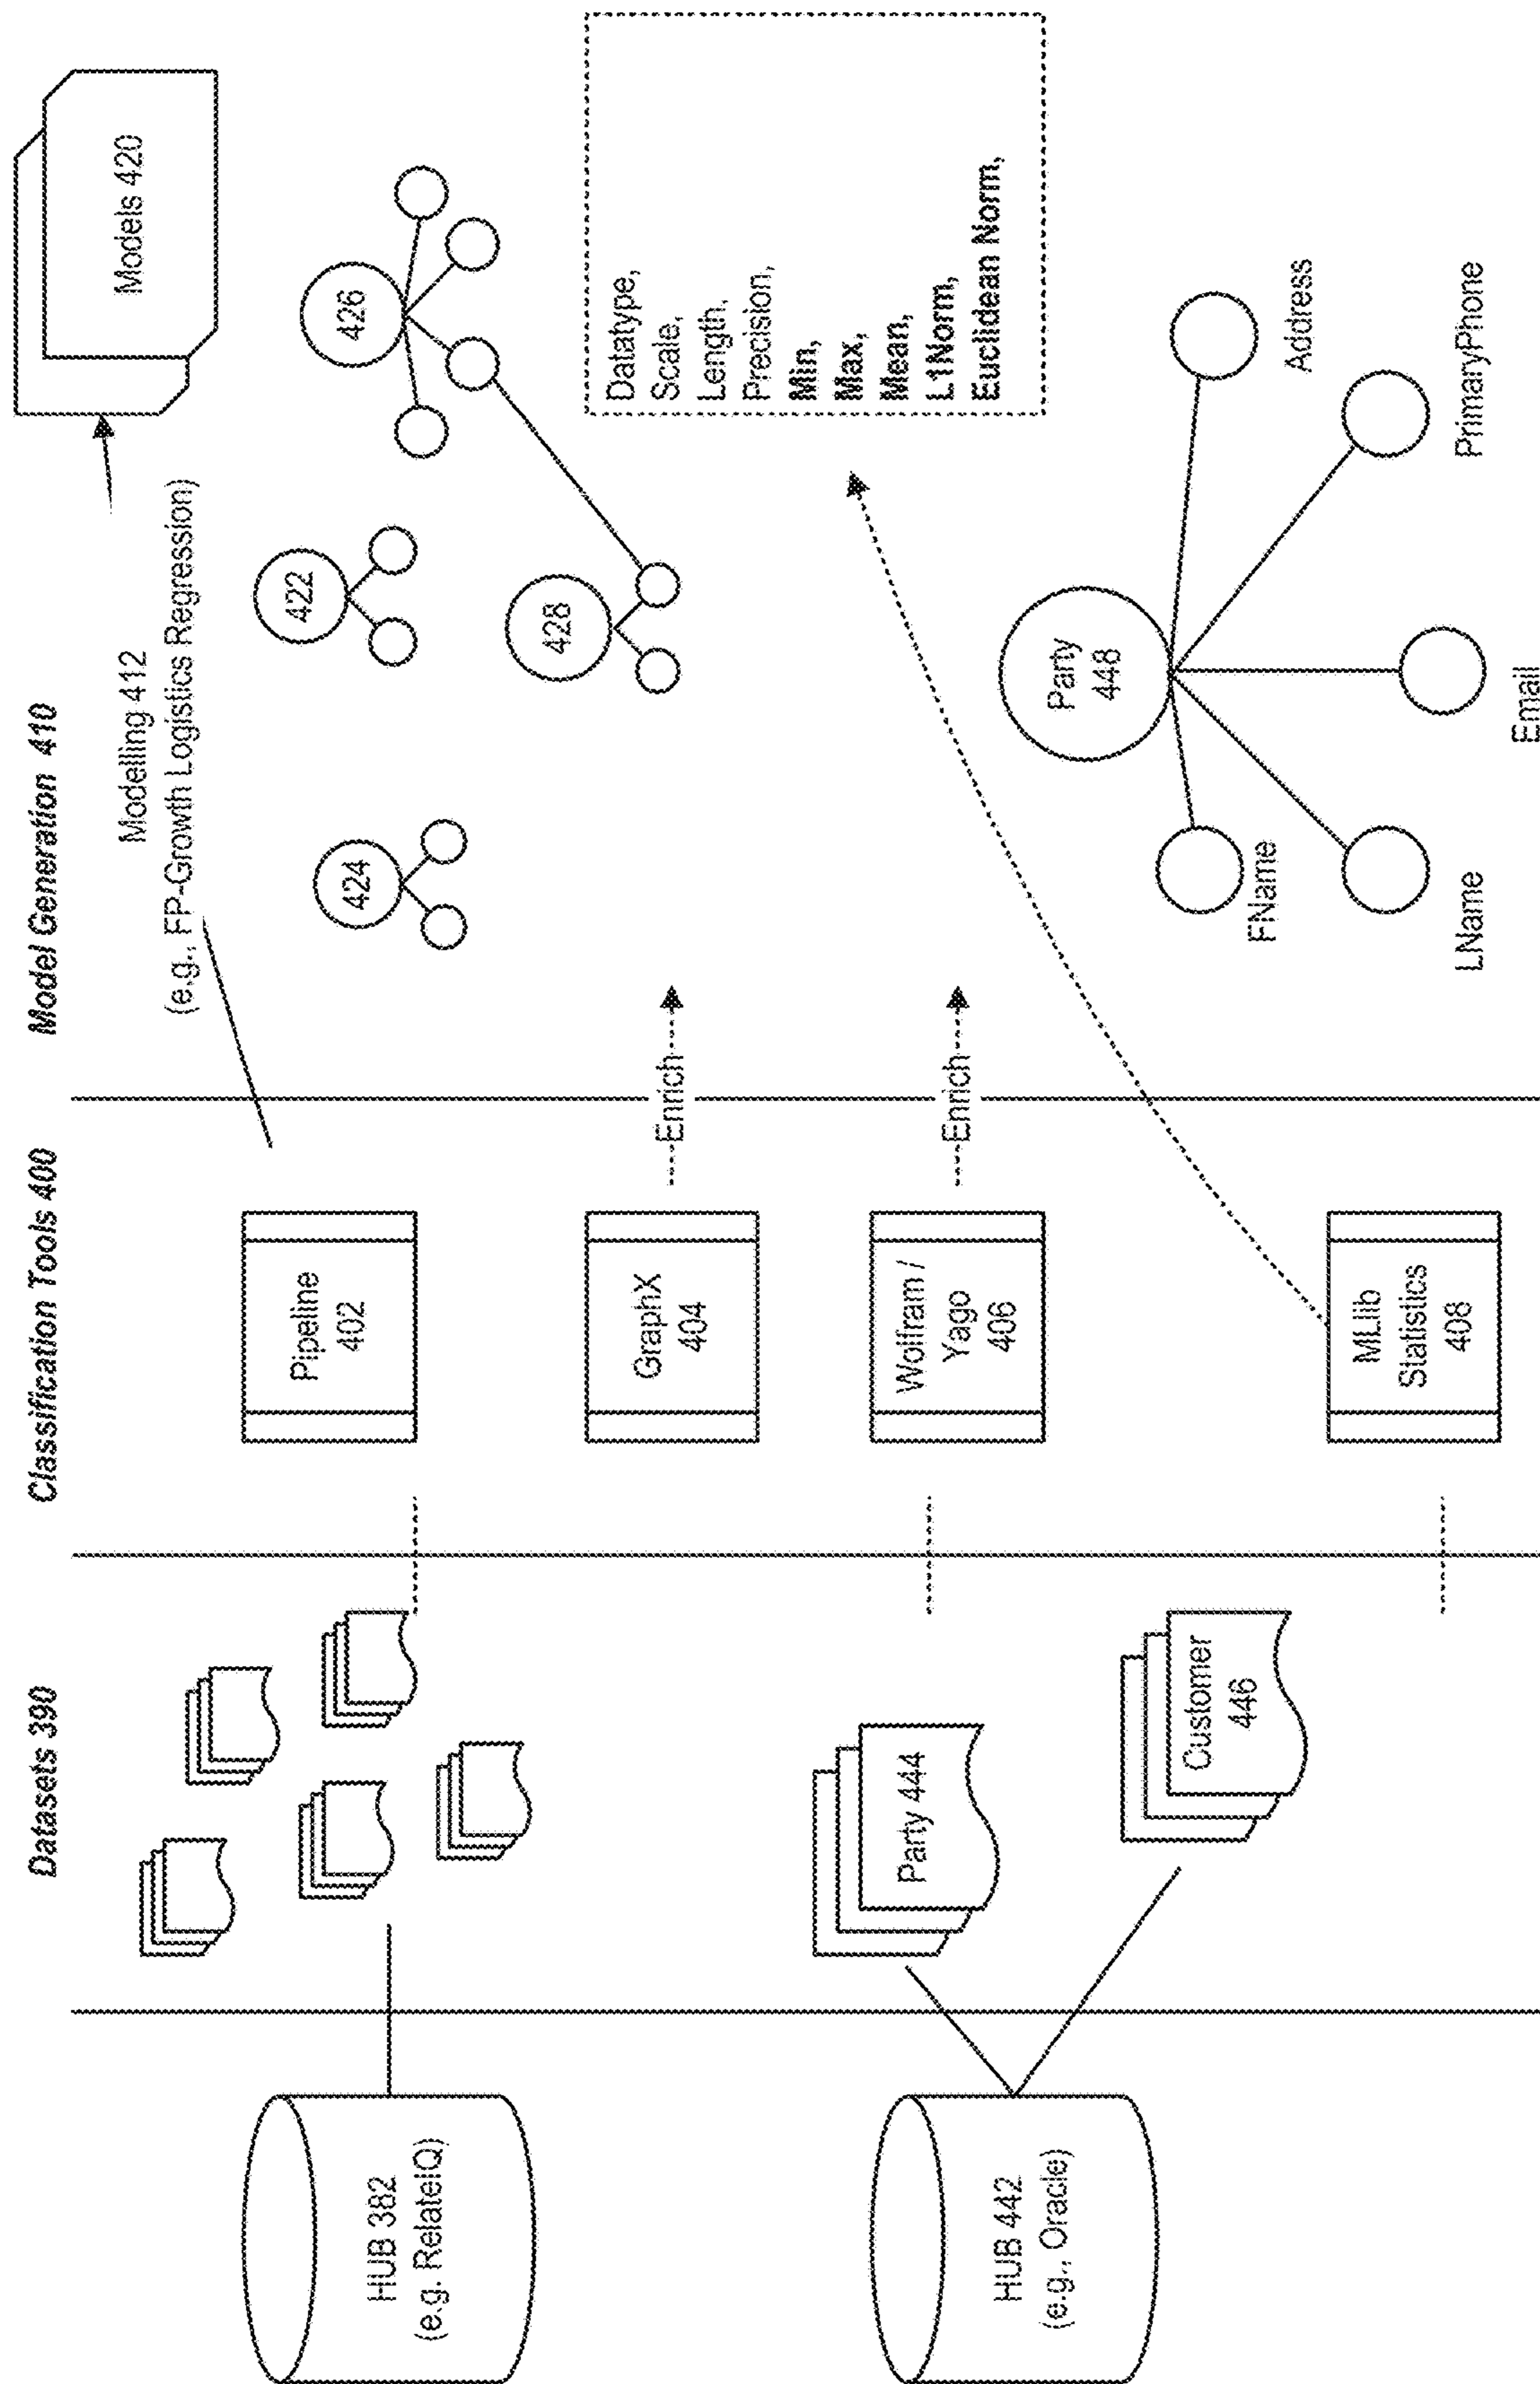 Datasets 390
Classification Tools 400
Model Generation 410
HUB 382
(e.g. RelateIQ)
HUB 442
(e.g., Oracle)
Party 444
Customer
446
Pipeline
402
GraphX
404
Wolfram /
Yago
406
MLlib
Statistics
408
Enrich
Enrich
Modelling 412
(e.g., FP-Growth Logistics Regression)
Models 420
424
422
426
428
Datatype,
Scale,
Length,
Precision,
Min,
Max,
Mean,
L1Norm,
Euclidean Norm,
Party
448
FName
LName
Email
PrimaryPhone
Address